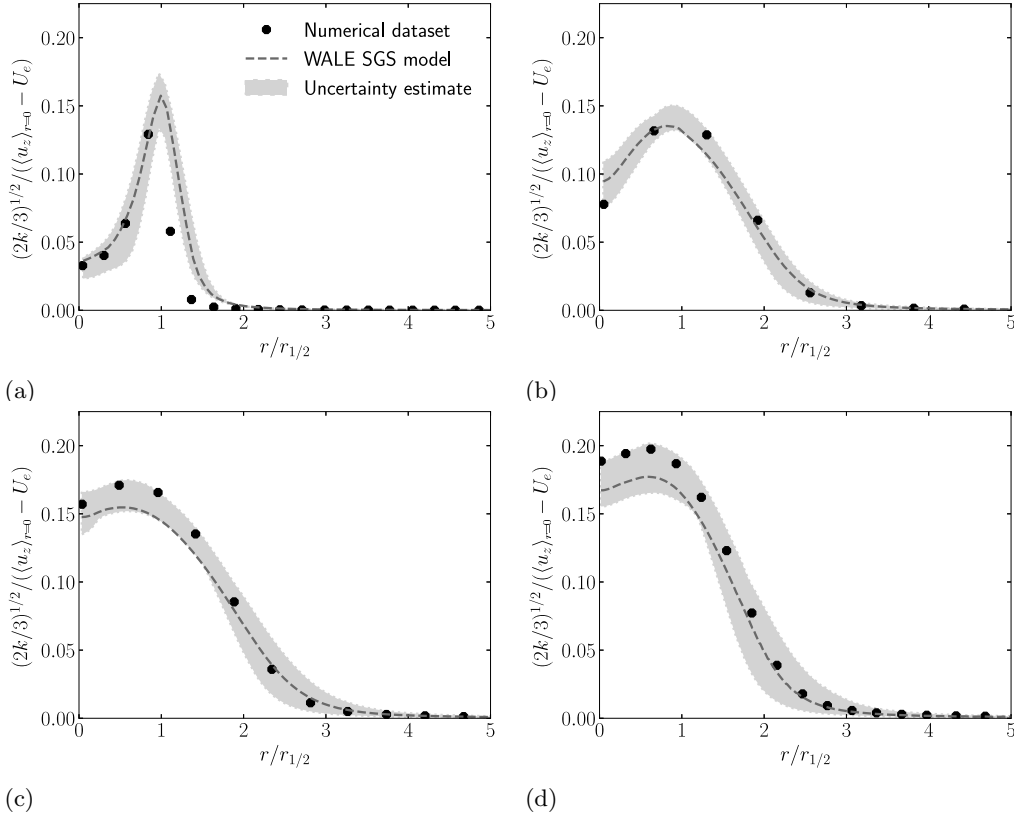 0.20
0.15
0.10
0.05
0.00
(2k/3)^{1/2}/(⟨u_z⟩_{r=0} − U_e)
Numerical dataset
WALE SGS model
Uncertainty estimate
0 1 2 3 4 5
r/r_{1/2}
(a)
0.20
0.15
0.10
0.05
0.00
(2k/3)^{1/2}/(⟨u_z⟩_{r=0} − U_e)
0 1 2 3 4 5
r/r_{1/2}
(b)
0.20
0.15
0.10
0.05
0.00
(2k/3)^{1/2}/(⟨u_z⟩_{r=0} − U_e)
0 1 2 3 4 5
r/r_{1/2}
(c)
0.20
0.15
0.10
0.05
0.00
(2k/3)^{1/2}/(⟨u_z⟩_{r=0} − U_e)
0 1 2 3 4 5
r/r_{1/2}
(d)